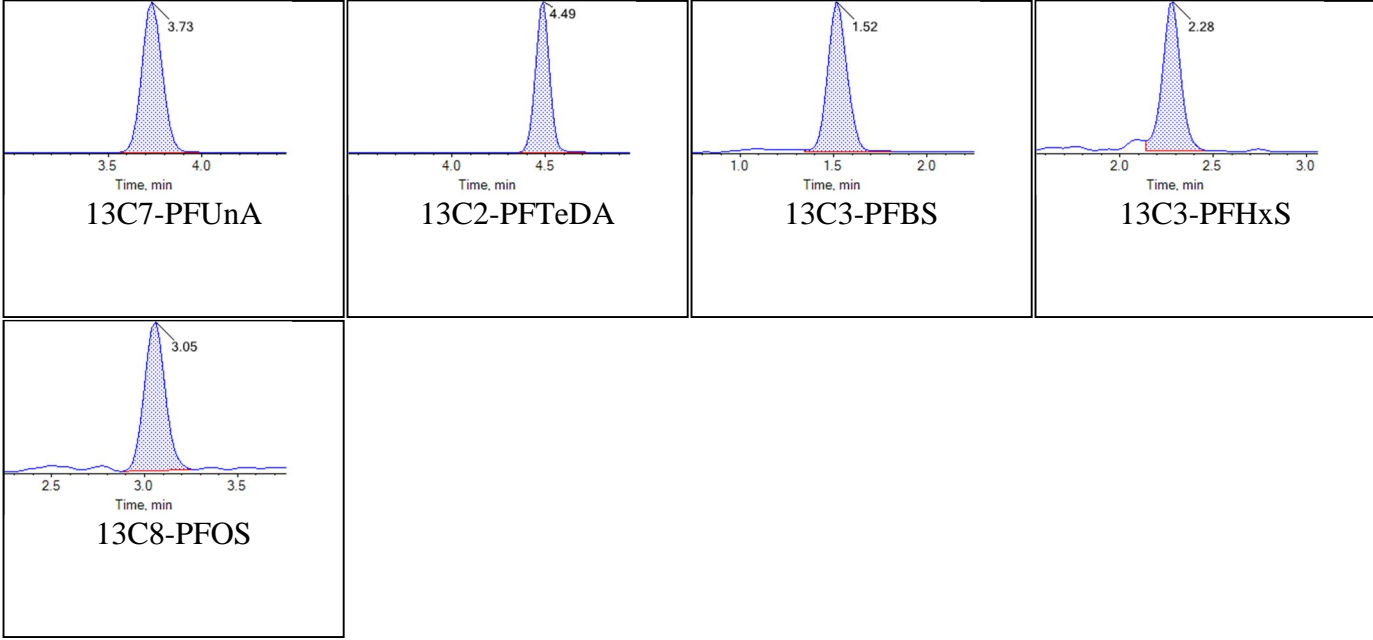 3.73
3.5 4.0
Time, min
13C7-PFUnA
4.49
4.0 4.5
Time, min
13C2-PFTeDA
1.52
1.0 1.5 2.0
Time, min
13C3-PFBS
2.28
2.0 2.5 3.0
Time, min
13C3-PFHxS
3.05
2.5 3.0 3.5
Time, min
13C8-PFOS